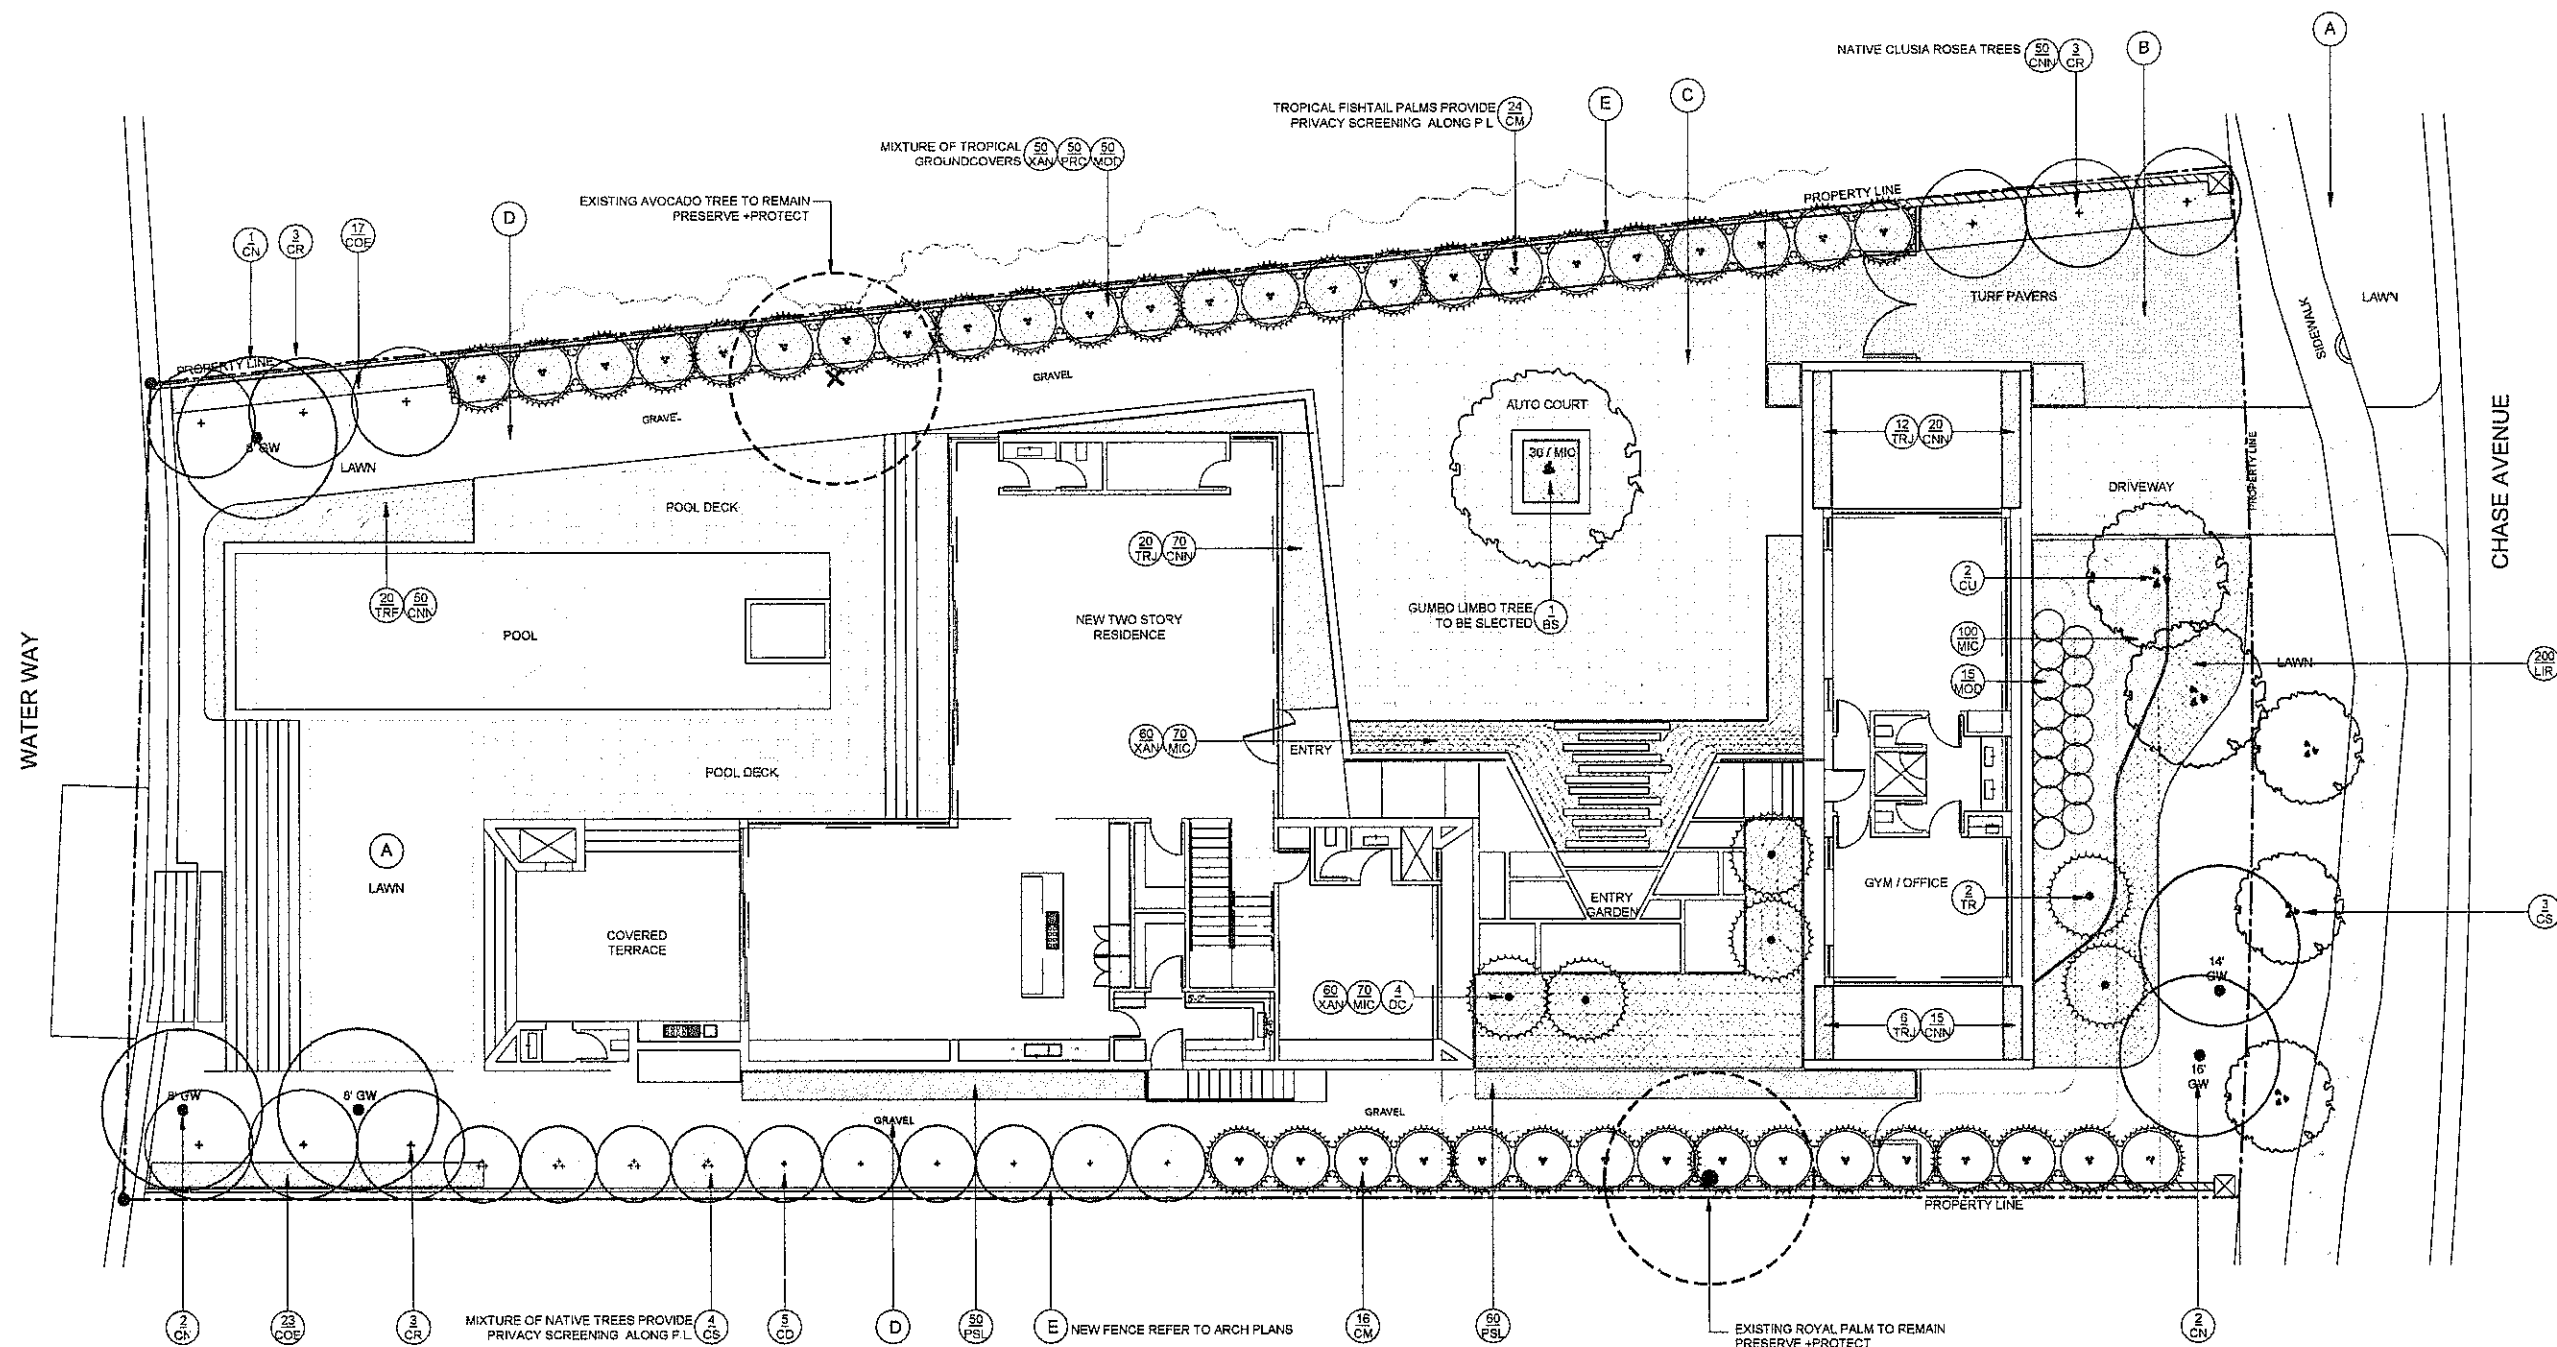 A
NATIVE CLUSIA ROSEA TREES
50
CNN
3
CR
B
TROPICAL FISHTAIL PALMS PROVIDE
PRIVACY SCREENING ALONG P L
24
CM
E
C
MIXTURE OF TROPICAL
GROUNDCOVERS
50
XAN
50
PRC
50
MOD
EXISTING AVOCADO TREE TO REMAIN
PRESERVE +PROTECT
D
1
CN
3
CR
17
COE
PROPERTY LINE
PROPERTY LINE
TURF PAVERS
LAWN
SIDEWALK
GRAVEL
GRAVEL
8' GW
LAWN
AUTO COURT
30 / MIC
12
TRJ
20
CNN
DRIVEWAY
PROPERTY LINE
CHASE AVENUE
POOL DECK
20
TRJ
70
CNN
20
TRF
50
CNN
POOL
NEW TWO STORY
RESIDENCE
GUMBO LIMBO TREE
TO BE SLECTED
1
BS
2
CU
100
MIC
15
MOD
LAWN
200
LIR
WATER WAY
60
XAN
70
MIC
ENTRY
POOL DECK
A
LAWN
GYM / OFFICE
2
TR
ENTRY
GARDEN
3
CS
COVERED
TERRACE
60
XAN
70
MIC
4
DC
14'
GW
6
TRJ
15
CNN
16'
GW
8' GW
8' GW
GRAVEL
GRAVEL
PROPERTY LINE
2
CN
23
COE
3
CR
MIXTURE OF NATIVE TREES PROVIDE
PRIVACY SCREENING ALONG P.L.
4
CS
5
CD
D
50
PSL
E
NEW FENCE REFER TO ARCH PLANS
16
CM
60
PSL
EXISTING ROYAL PALM TO REMAIN
PRESERVE +PROTECT
2
CN